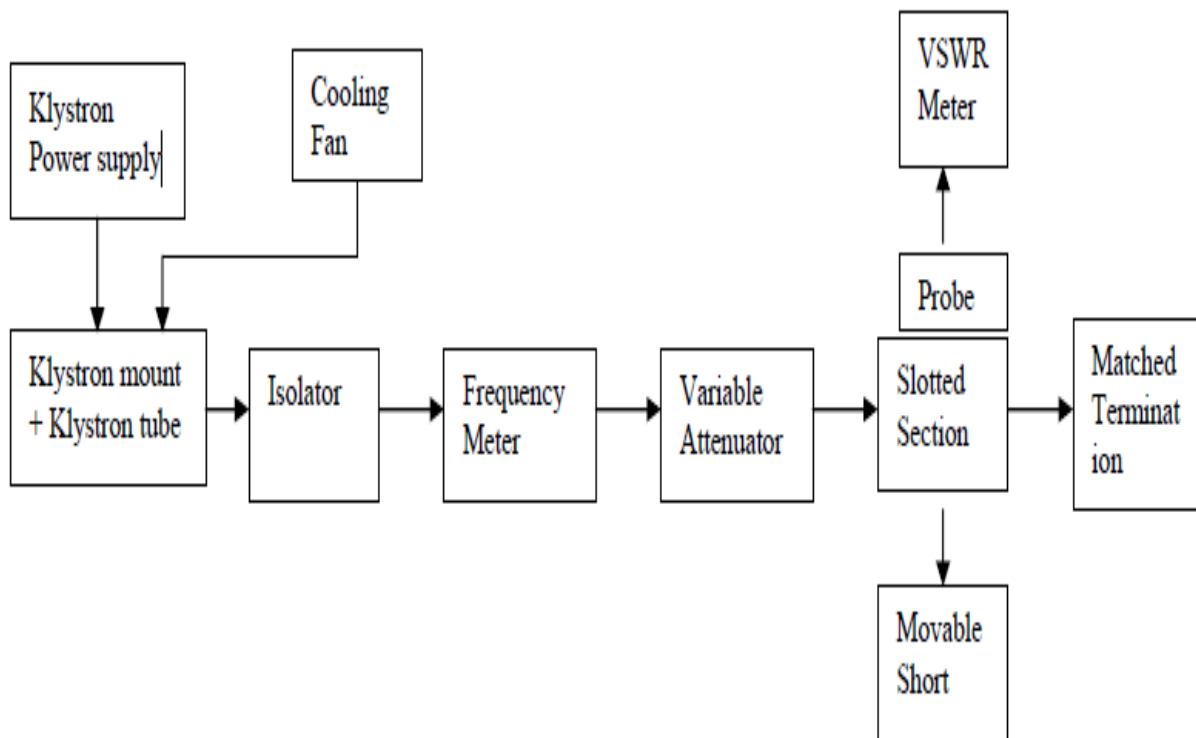 Klystron
Power supply
Cooling
Fan
VSWR
Meter
Probe
Klystron mount
+ Klystron tube
Isolator
Frequency
Meter
Variable
Attenuator
Slotted
Section
Matched
Terminat
ion
Movable
Short